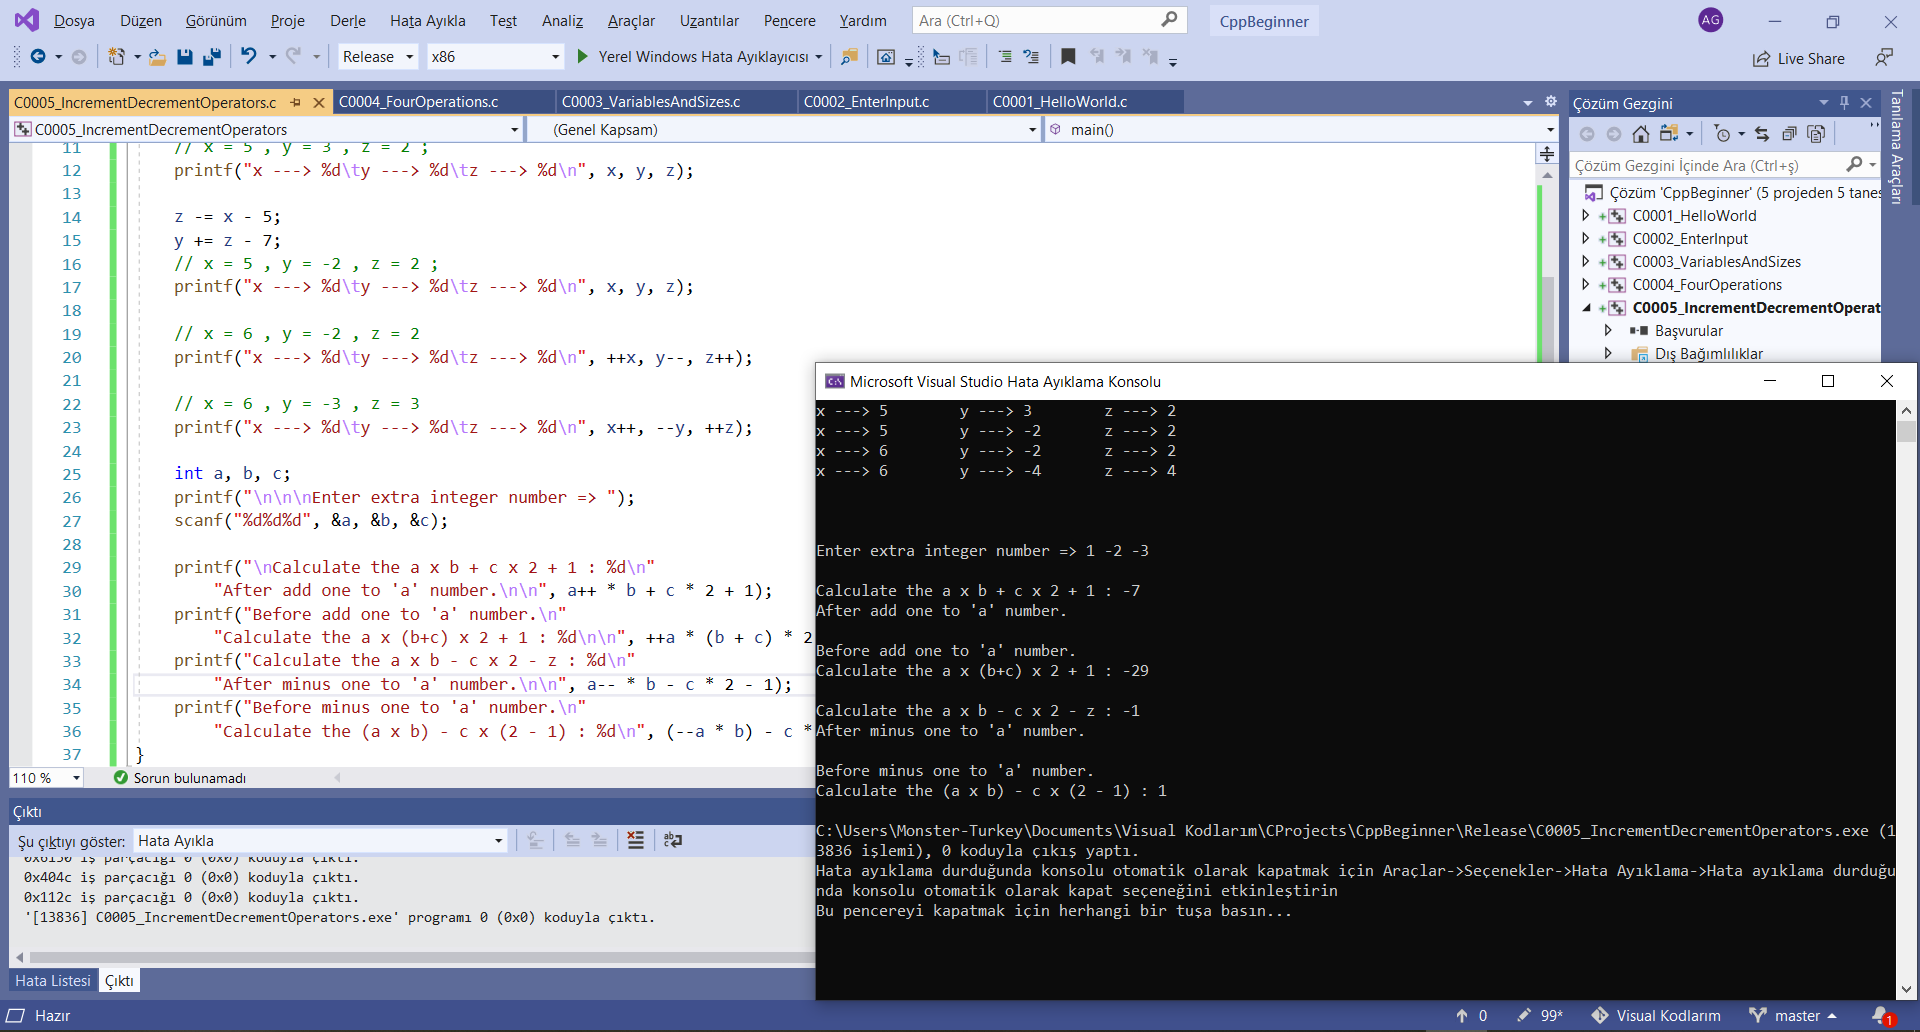 Dosya Düzen Görünüm Proje Derle Hata Ayıkla Test Analiz Araçlar Uzantılar Pencere Yardım Ara (Ctrl+Q) CppBeginner AG
Release x86 Yerel Windows Hata Ayıklayıcısı Live Share
C0005_IncrementDecrementOperators.c C0004_FourOperations.c C0003_VariablesAndSizes.c C0002_EnterInput.c C0001_HelloWorld.c
C0005_IncrementDecrementOperators (Genel Kapsam) main()
11 // x = 5 , y = 3 , z = 2 ;
12 printf("x ---> %d\ty ---> %d\tz ---> %d\n", x, y, z);
13
14 z -= x - 5;
15 y += z - 7;
16 // x = 5 , y = -2 , z = 2 ;
17 printf("x ---> %d\ty ---> %d\tz ---> %d\n", x, y, z);
18
19 // x = 6 , y = -2 , z = 2
20 printf("x ---> %d\ty ---> %d\tz ---> %d\n", ++x, y--, z++);
21
22 // x = 6 , y = -3 , z = 3
23 printf("x ---> %d\ty ---> %d\tz ---> %d\n", x++, --y, ++z);
24
25 int a, b, c;
26 printf("\n\n\nEnter extra integer number => ");
27 scanf("%d%d%d", &a, &b, &c);
28
29 printf("\nCalculate the a x b + c x 2 + 1 : %d\n"
30 "After add one to 'a' number.\n\n", a++ * b + c * 2 + 1);
31 printf("Before add one to 'a' number.\n"
32 "Calculate the a x (b+c) x 2 + 1 : %d\n\n", ++a * (b + c) * 2
33 printf("Calculate the a x b - c x 2 - z : %d\n"
34 "After minus one to 'a' number.\n\n", a-- * b - c * 2 - 1);
35 printf("Before minus one to 'a' number.\n"
36 "Calculate the (a x b) - c x (2 - 1) : %d\n", (--a * b) - c *
37 }
110 % Sorun bulunamadı
Çıktı
Şu çıktıyı göster: Hata Ayıkla
0x6150 iş parçacığı 0 (0x0) koduyla çıktı.
0x404c iş parçacığı 0 (0x0) koduyla çıktı.
0x112c iş parçacığı 0 (0x0) koduyla çıktı.
'[13836] C0005_IncrementDecrementOperators.exe' programı 0 (0x0) koduyla çıktı.
Hata Listesi Çıktı
Çözüm Gezgini
Çözüm Gezgini İçinde Ara (Ctrl+ş)
Çözüm 'CppBeginner' (5 projeden 5 tanes
C0001_HelloWorld
C0002_EnterInput
C0003_VariablesAndSizes
C0004_FourOperations
C0005_IncrementDecrementOperat
Başvurular
Dış Bağımlılıklar
Tanılama Araçları
Microsoft Visual Studio Hata Ayıklama Konsolu
x ---> 5 y ---> 3 z ---> 2
x ---> 5 y ---> -2 z ---> 2
x ---> 6 y ---> -2 z ---> 2
x ---> 6 y ---> -4 z ---> 4
Enter extra integer number => 1 -2 -3
Calculate the a x b + c x 2 + 1 : -7
After add one to 'a' number.
Before add one to 'a' number.
Calculate the a x (b+c) x 2 + 1 : -29
Calculate the a x b - c x 2 - z : -1
After minus one to 'a' number.
Before minus one to 'a' number.
Calculate the (a x b) - c x (2 - 1) : 1
C:\Users\Monster-Turkey\Documents\Visual Kodlarım\CProjects\CppBeginner\Release\C0005_IncrementDecrementOperators.exe (1
3836 işlemi), 0 koduyla çıkış yaptı.
Hata ayıklama durduğunda konsolu otomatik olarak kapatmak için Araçlar->Seçenekler->Hata Ayıklama->Hata ayıklama durduğu
nda konsolu otomatik olarak kapat seçeneğini etkinleştirin
Bu pencereyi kapatmak için herhangi bir tuşa basın...
Hazır 0 99* Visual Kodlarım master 1